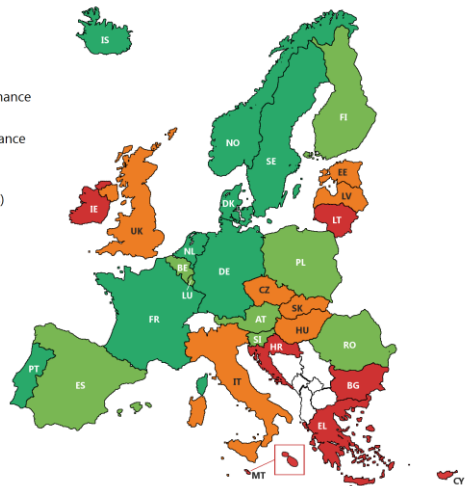 IS
nance
ance
)
FI
NO
SE
EE
LV
LT
DK
IE
UK
NL
BE
DE
PL
LU
CZ
SK
FR
AT
HU
SI
RO
HR
PT
ES
IT
BG
EL
MT
CY